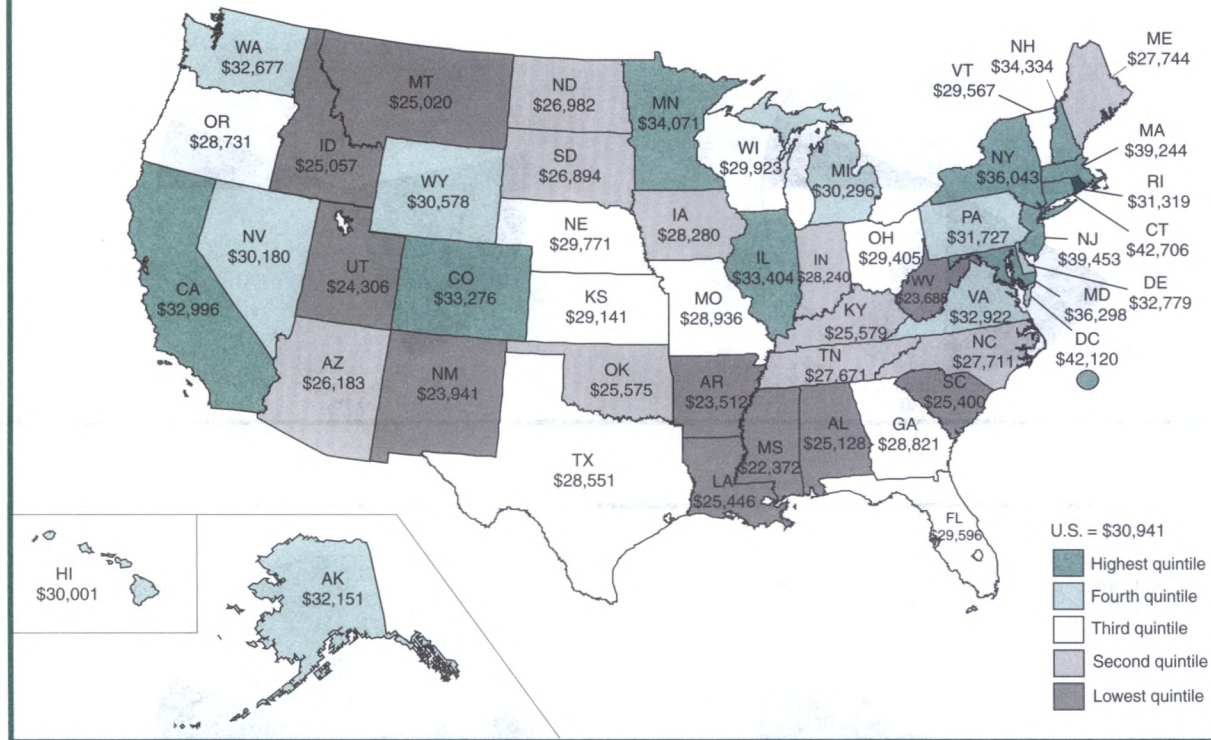 WA
$32,677
OR
$28,731
CA
$32,996
NV
$30,180
ID
$25,057
MT
$25,020
WY
$30,578
UT
$24,306
CO
$33,276
AZ
$26,183
NM
$23,941
ND
$26,982
SD
$26,894
NE
$29,771
KS
$29,141
OK
$25,575
TX
$28,551
MN
$34,071
IA
$28,280
MO
$28,936
AR
$23,512
LA
$25,446
WI
$29,923
IL
$33,404
MI
$30,296
IN
$28,240
OH
$29,405
KY
$25,579
TN
$27,671
MS
$22,372
AL
$25,128
GA
$28,821
FL
$29,596
SC
$25,400
NC
$27,711
VA
$32,922
WV
$23,688
PA
$31,727
NY
$36,043
VT
$29,567
NH
$34,334
ME
$27,744
MA
$39,244
RI
$31,319
CT
$42,706
NJ
$39,453
DE
$32,779
MD
$36,298
DC
$42,120
HI
$30,001
AK
$32,151
U.S. = $30,941
Highest quintile
Fourth quintile
Third quintile
Second quintile
Lowest quintile